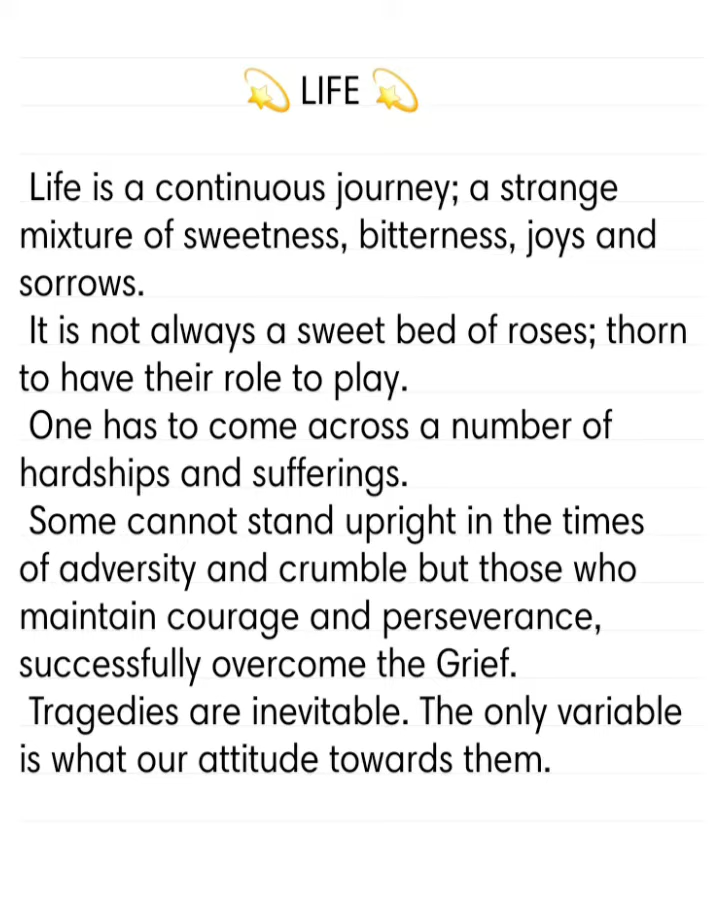 💫 LIFE 💫
Life is a continuous journey; a strange
mixture of sweetness, bitterness, joys and
sorrows.
It is not always a sweet bed of roses; thorn
to have their role to play.
One has to come across a number of
hardships and sufferings.
Some cannot stand upright in the times
of adversity and crumble but those who
maintain courage and perseverance,
successfully overcome the Grief.
Tragedies are inevitable. The only variable
is what our attitude towards them.